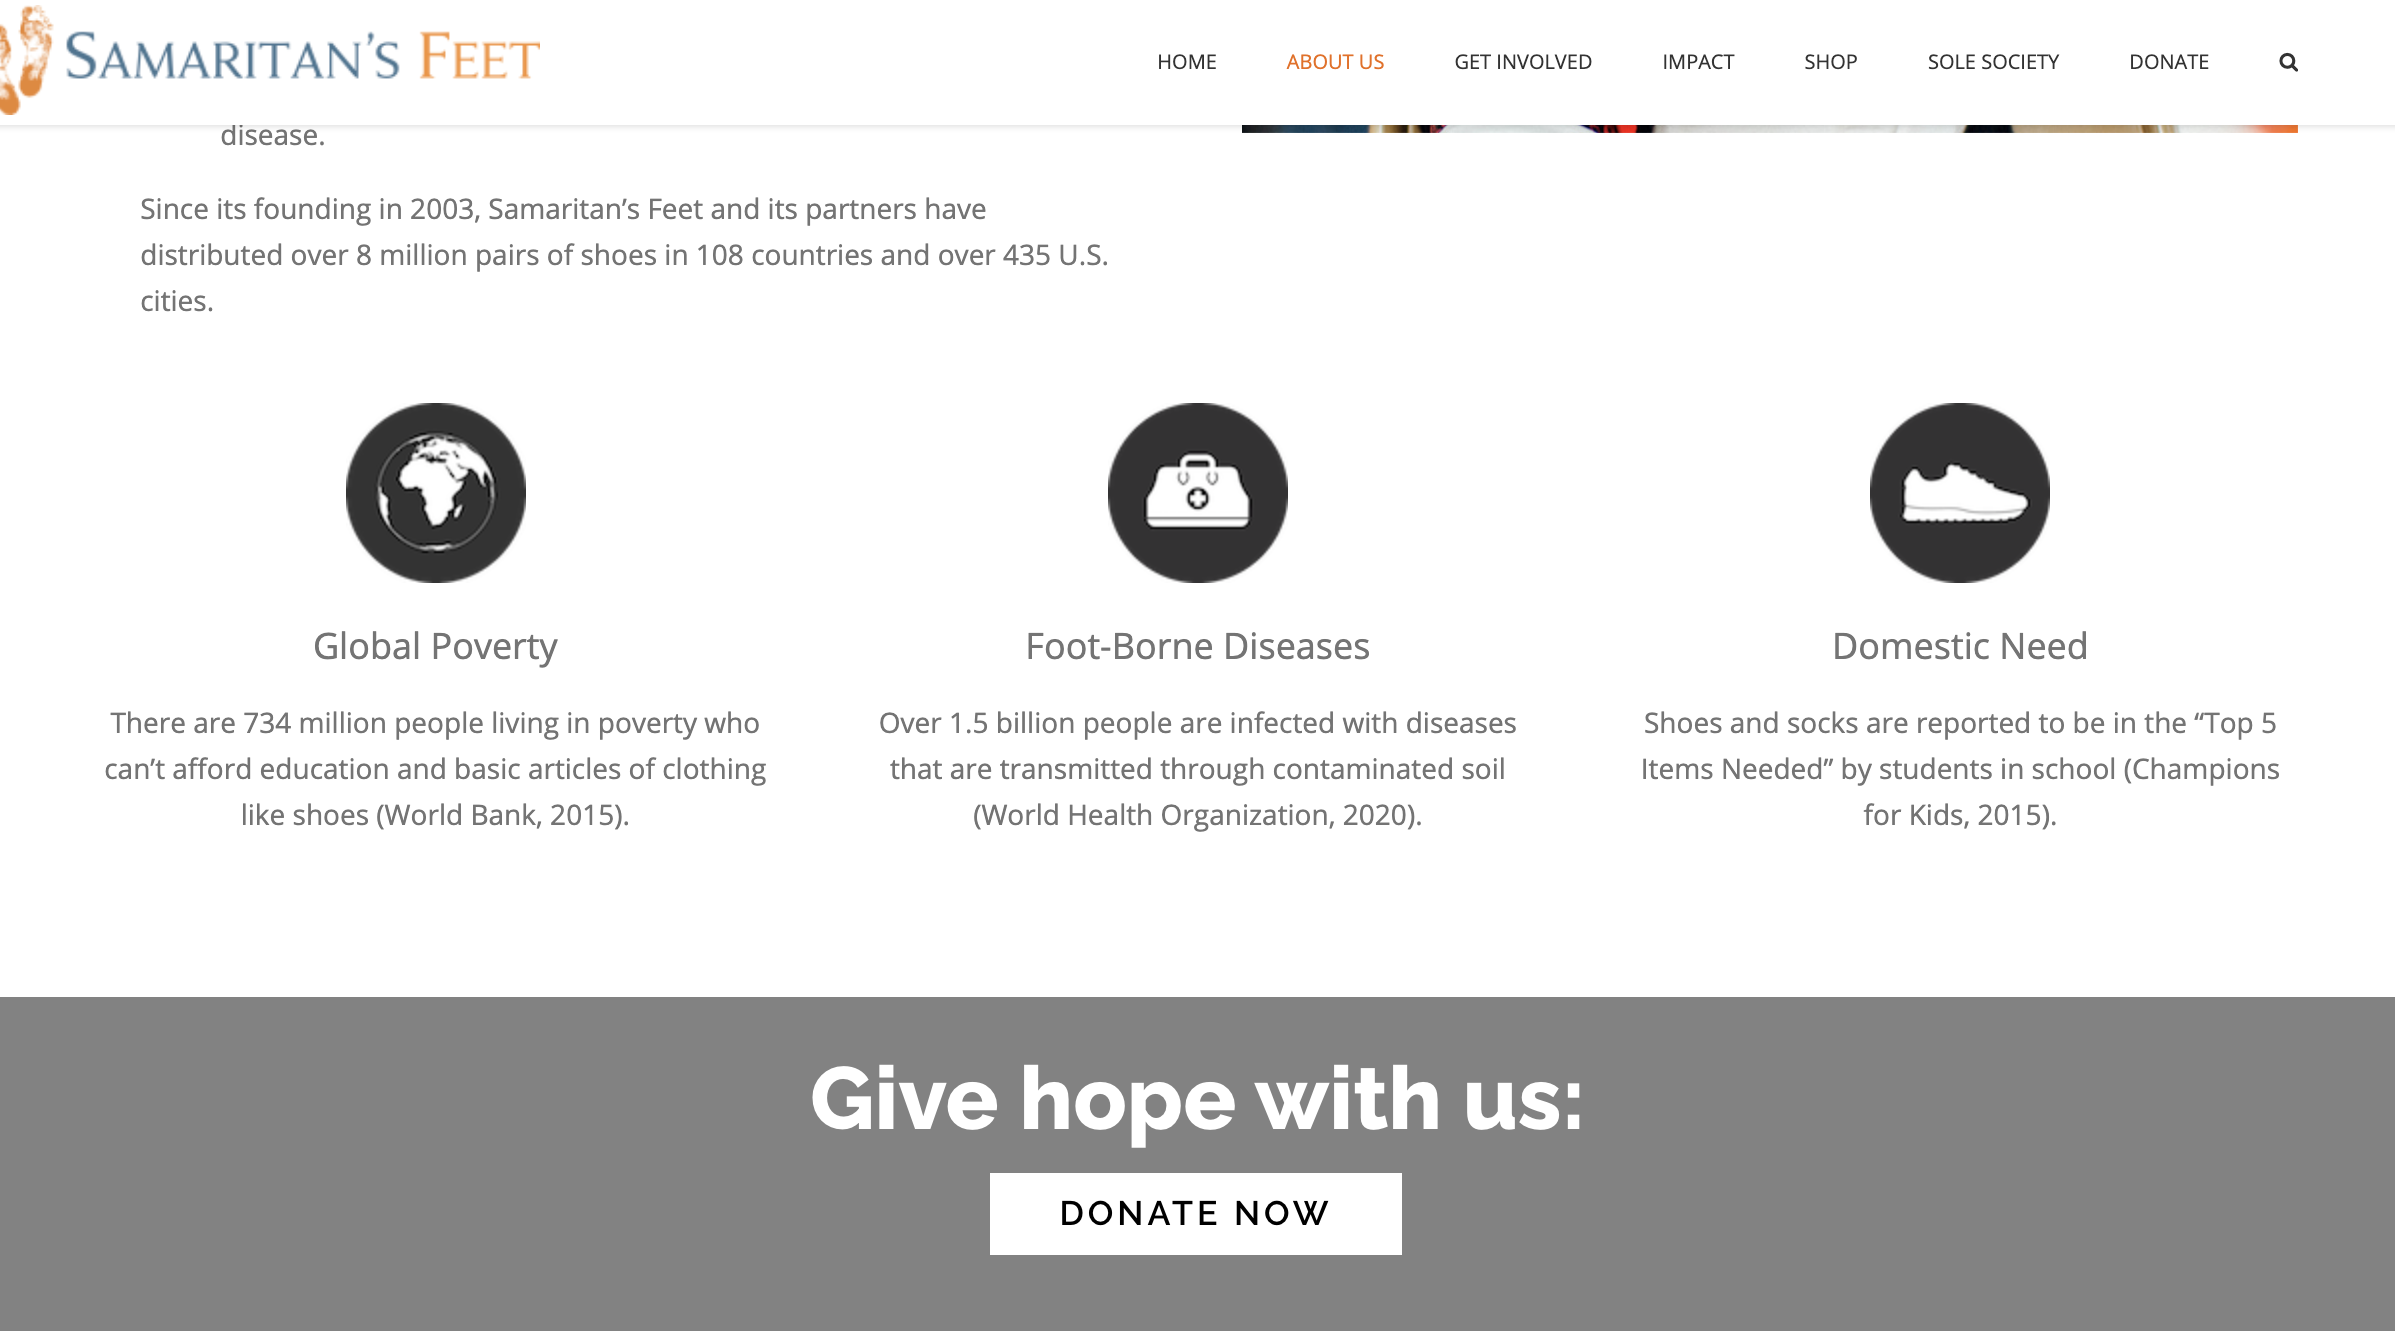 SAMARITAN'S FEET
HOME ABOUT US GET INVOLVED IMPACT SHOP SOLE SOCIETY DONATE
disease.
Since its founding in 2003, Samaritan’s Feet and its partners have
distributed over 8 million pairs of shoes in 108 countries and over 435 U.S.
cities.
Global Poverty
There are 734 million people living in poverty who
can’t afford education and basic articles of clothing
like shoes (World Bank, 2015).
Foot-Borne Diseases
Over 1.5 billion people are infected with diseases
that are transmitted through contaminated soil
(World Health Organization, 2020).
Domestic Need
Shoes and socks are reported to be in the “Top 5
Items Needed” by students in school (Champions
for Kids, 2015).
Give hope with us:
DONATE NOW